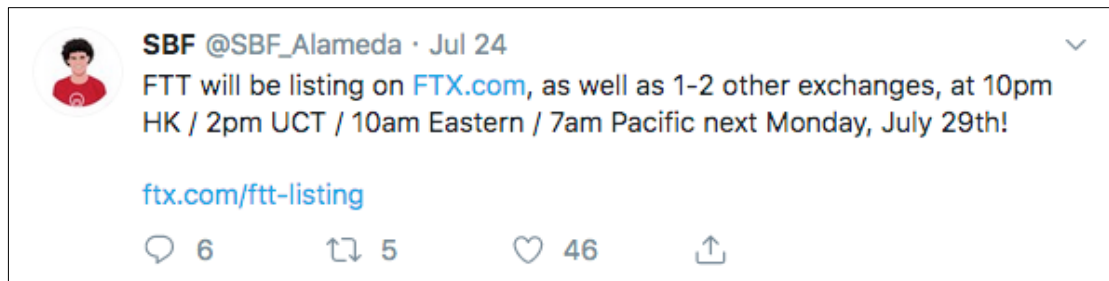 SBF @SBF_Alameda · Jul 24
FTT will be listing on FTX.com, as well as 1-2 other exchanges, at 10pm
HK / 2pm UCT / 10am Eastern / 7am Pacific next Monday, July 29th!
ftx.com/ftt-listing
6 5 46